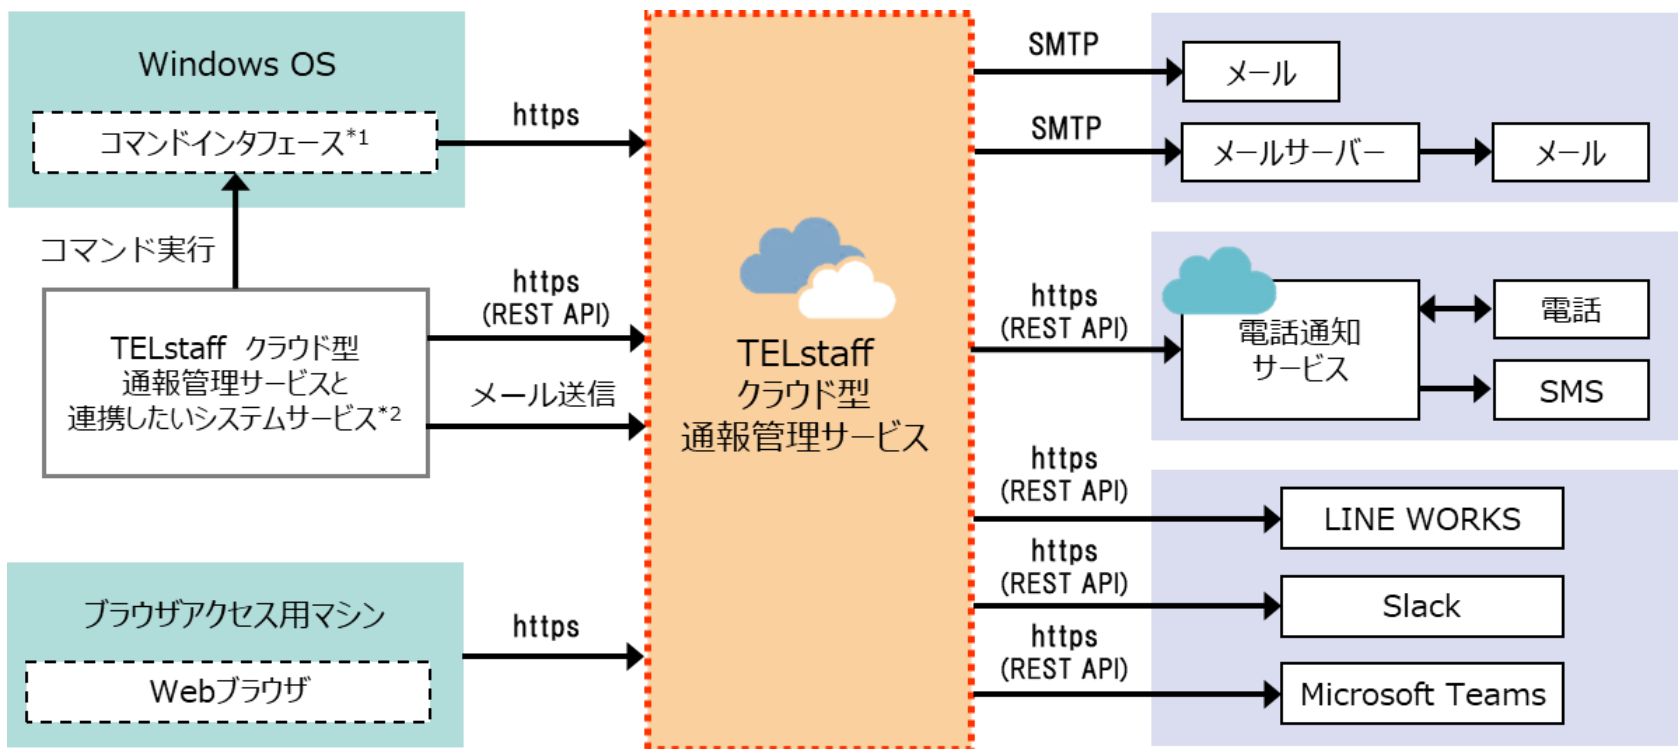 Windows OS
コマンドインタフェース*1
コマンド実行
TELstaff クラウド型
通報管理サービスと
連携したいシステムサービス*2
ブラウザアクセス用マシン
Webブラウザ
https
https
(REST API)
メール送信
https
TELstaff
クラウド型
通報管理サービス
SMTP
メール
SMTP
メールサーバー
メール
https
(REST API)
電話通知
サービス
電話
SMS
https
(REST API)
LINE WORKS
https
(REST API)
Slack
https
(REST API)
Microsoft Teams